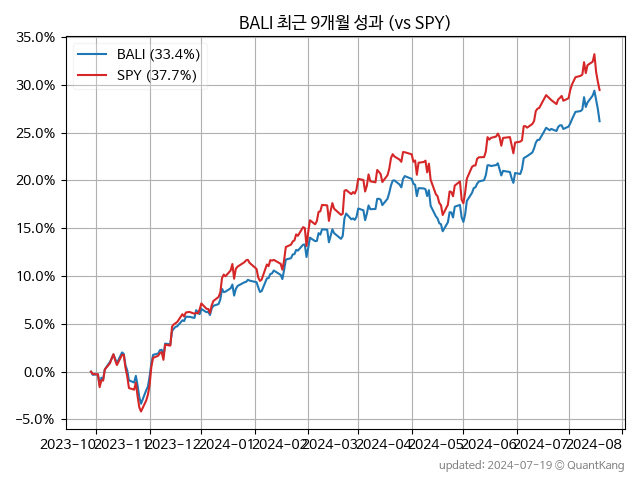 BALI 최근 9개월 성과 (vs SPY)
BALI (33.4%)
SPY (37.7%)
35.0%
30.0%
25.0%
20.0%
15.0%
10.0%
5.0%
0.0%
−5.0%
2023-10 2023-11 2023-12 2024-01 2024-02 2024-03 2024-04 2024-05 2024-06 2024-07 2024-08
updated: 2024-07-19 © QuantKang